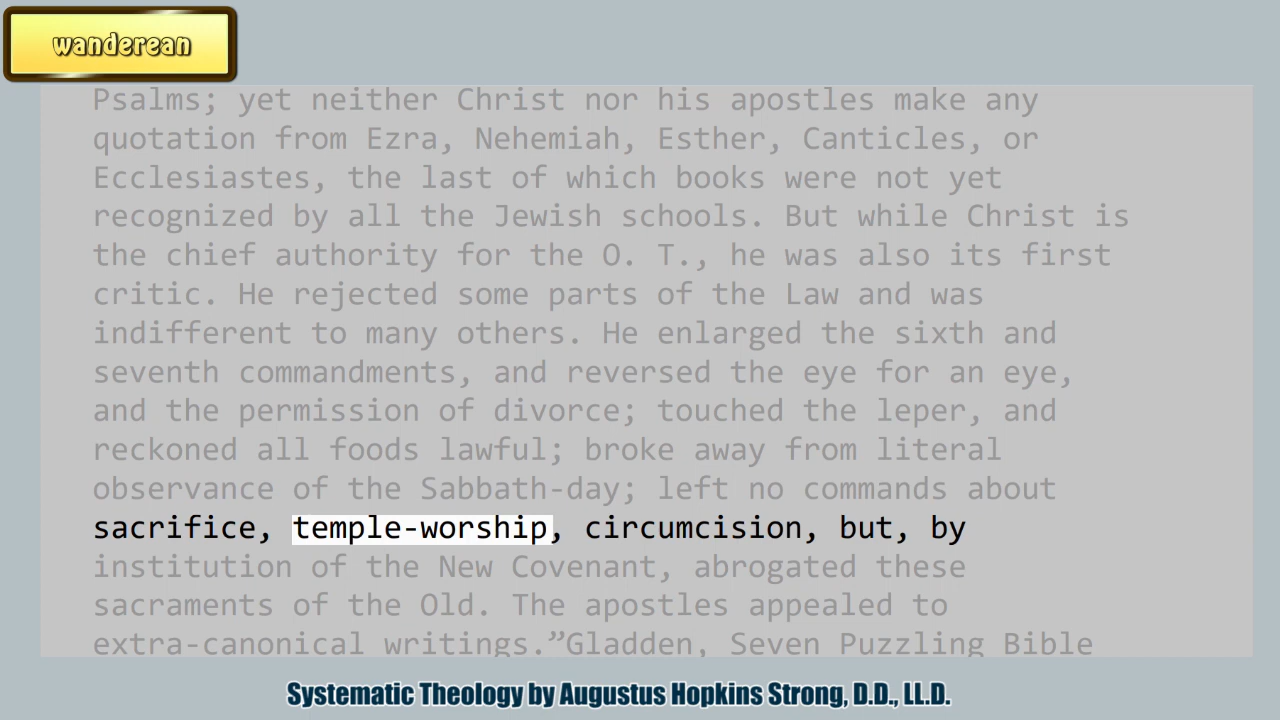 wanderean
Psalms; yet neither Christ nor his apostles make any
quotation from Ezra, Nehemiah, Esther, Canticles, or
Ecclesiastes, the last of which books were not yet
recognized by all the Jewish schools. But while Christ is
the chief authority for the O. T., he was also its first
critic. He rejected some parts of the Law and was
indifferent to many others. He enlarged the sixth and
seventh commandments, and reversed the eye for an eye,
and the permission of divorce; touched the leper, and
reckoned all foods lawful; broke away from literal
observance of the Sabbath-day; left no commands about
sacrifice, temple-worship, circumcision, but, by
institution of the New Covenant, abrogated these
sacraments of the Old. The apostles appealed to
extra-canonical writings.”Gladden, Seven Puzzling Bible
Systematic Theology by Augustus Hopkins Strong, D.D., LL.D.